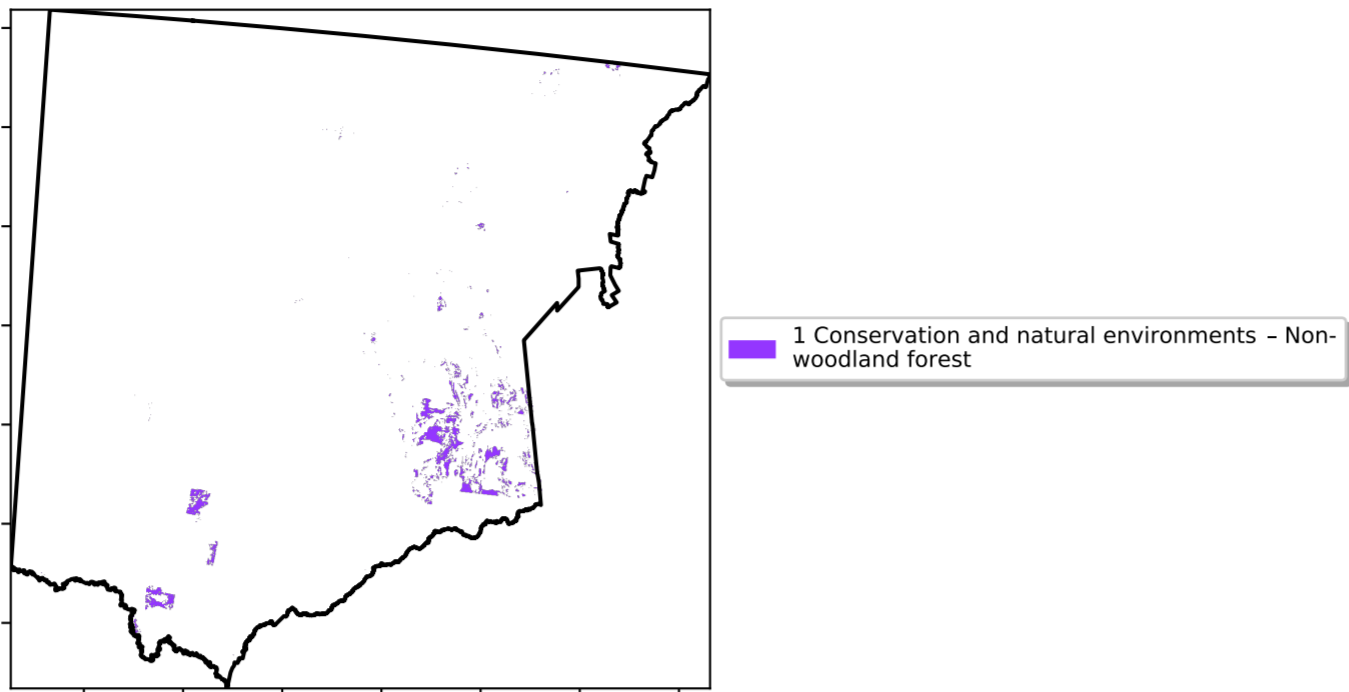 1 Conservation and natural environments – Non-
woodland forest